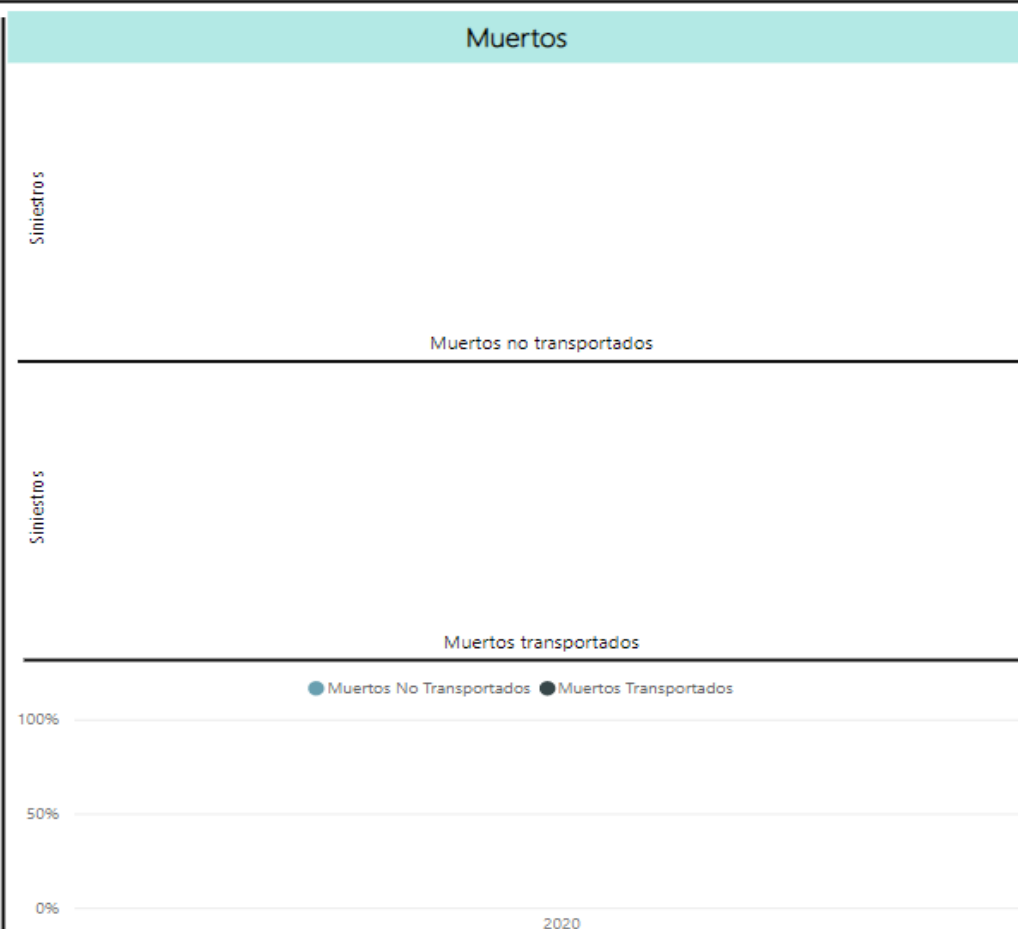 Muertos
Siniestros
Muertos no transportados
Siniestros
Muertos transportados
Muertos No Transportados Muertos Transportados
100%
50%
0%
2020